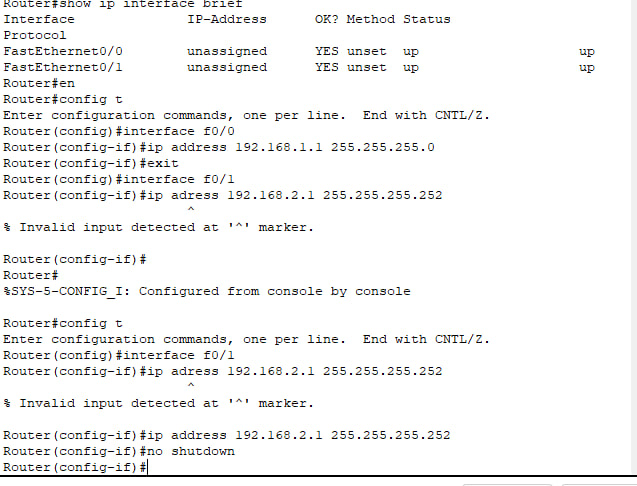 Router#show ip interface brief
Interface IP-Address OK? Method Status
Protocol
FastEthernet0/0 unassigned YES unset up up
FastEthernet0/1 unassigned YES unset up up
Router#en
Router#config t
Enter configuration commands, one per line. End with CNTL/Z.
Router(config)#interface f0/0
Router(config-if)#ip address 192.168.1.1 255.255.255.0
Router(config-if)#exit
Router(config)#interface f0/1
Router(config-if)#ip adress 192.168.2.1 255.255.255.252
^
% Invalid input detected at '^' marker.
Router(config-if)#
Router#
%SYS-5-CONFIG_I: Configured from console by console
Router#config t
Enter configuration commands, one per line. End with CNTL/Z.
Router(config)#interface f0/1
Router(config-if)#ip adress 192.168.2.1 255.255.255.252
^
% Invalid input detected at '^' marker.
Router(config-if)#ip address 192.168.2.1 255.255.255.252
Router(config-if)#no shutdown
Router(config-if)#